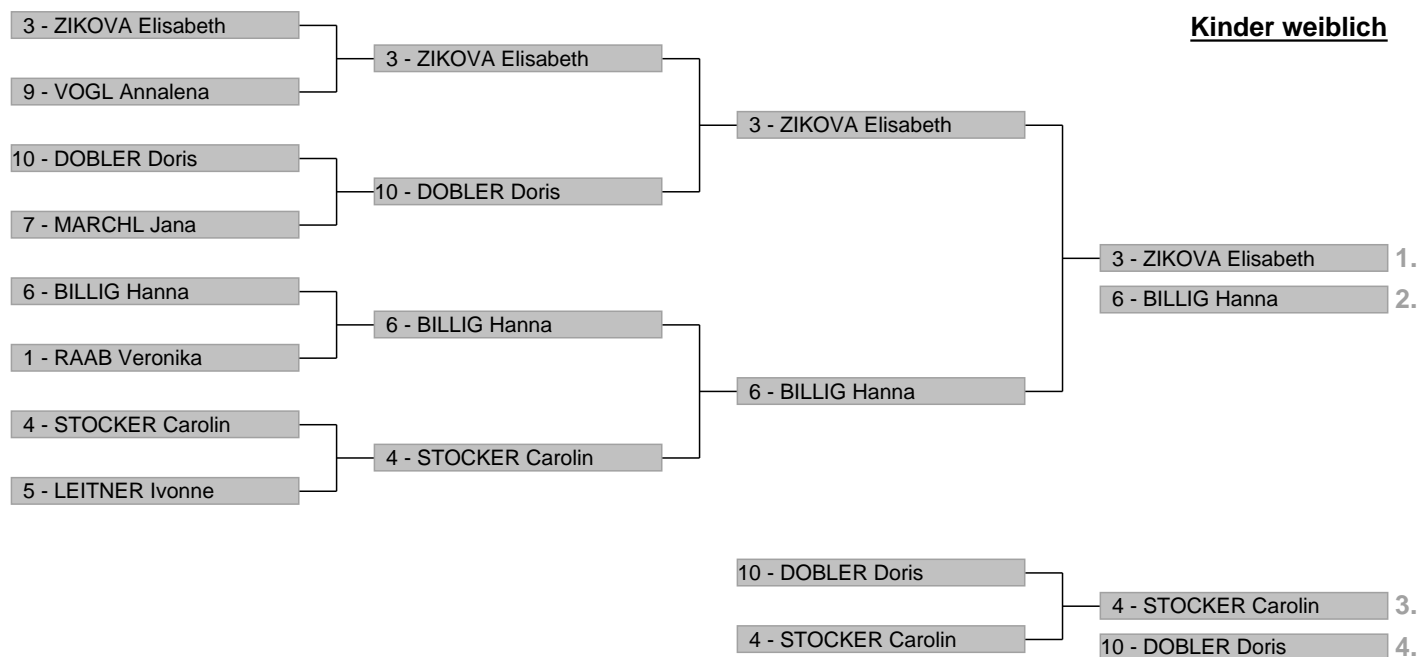 Kinder weiblich
3 - ZIKOVA Elisabeth
9 - VOGL Annalena
10 - DOBLER Doris
7 - MARCHL Jana
6 - BILLIG Hanna
1 - RAAB Veronika
4 - STOCKER Carolin
5 - LEITNER Ivonne
3 - ZIKOVA Elisabeth
10 - DOBLER Doris
6 - BILLIG Hanna
4 - STOCKER Carolin
3 - ZIKOVA Elisabeth
6 - BILLIG Hanna
3 - ZIKOVA Elisabeth 1.
6 - BILLIG Hanna 2.
10 - DOBLER Doris
4 - STOCKER Carolin
4 - STOCKER Carolin 3.
10 - DOBLER Doris 4.